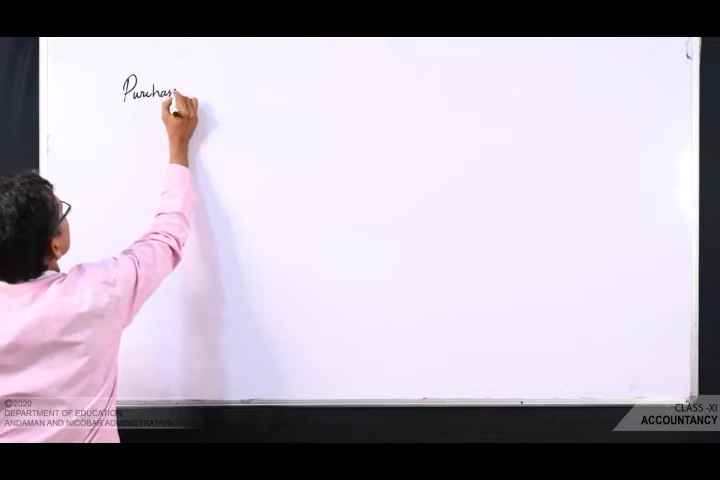 Purchas
©2020
DEPARTMENT OF EDUCATION
ANDAMAN AND NICOBAR ADMINISTRATION
CLASS -XI
ACCOUNTANCY